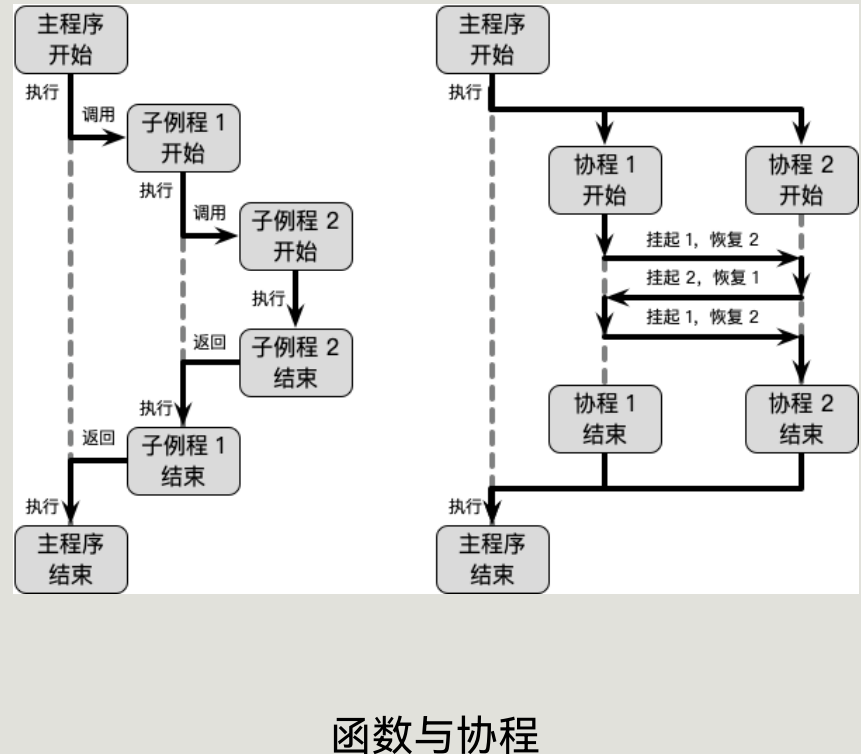 主程序
开始
执行
调用
子例程 1
开始
执行
调用
子例程 2
开始
执行
子例程 2
结束
返回
执行
子例程 1
结束
返回
执行
主程序
结束
主程序
开始
执行
协程 1
开始
协程 2
开始
挂起 1，恢复 2
挂起 2，恢复 1
挂起 1，恢复 2
协程 1
结束
协程 2
结束
执行
主程序
结束
函数与协程